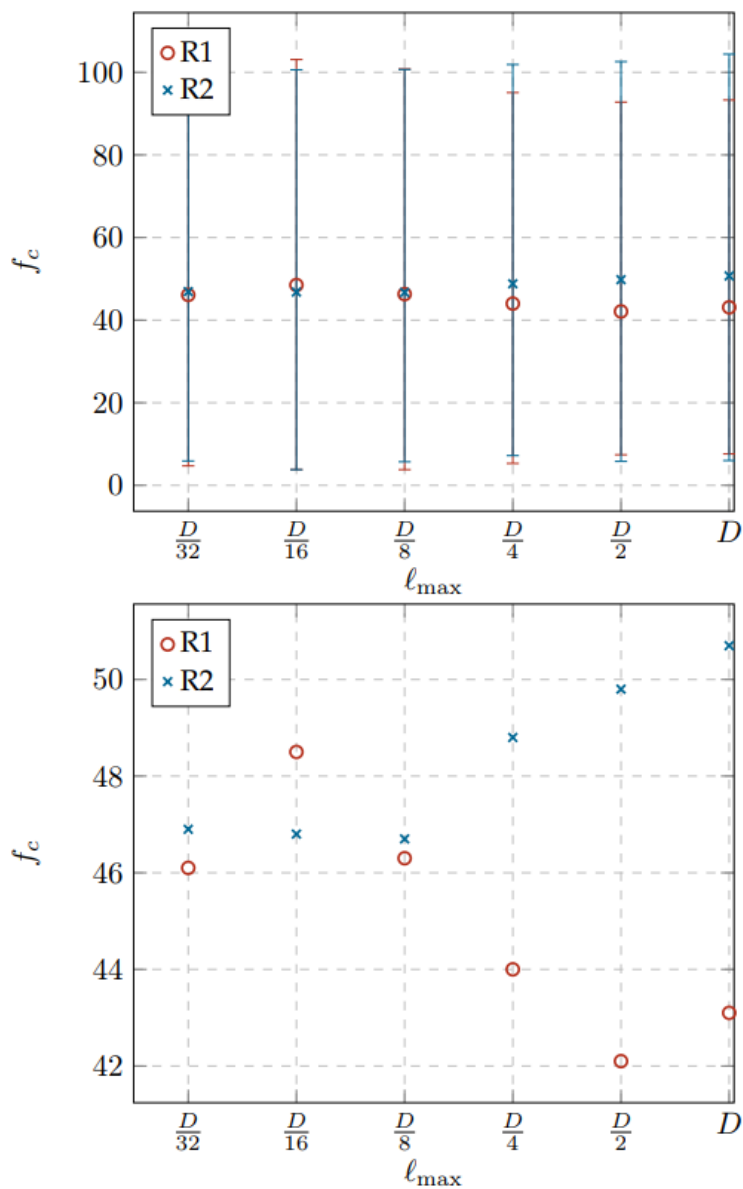 R1
R2
100
80
60
40
20
0
f_c
D/32 D/16 D/8 D/4 D/2 D
ℓ_max
R1
R2
50
48
46
44
42
f_c
D/32 D/16 D/8 D/4 D/2 D
ℓ_max